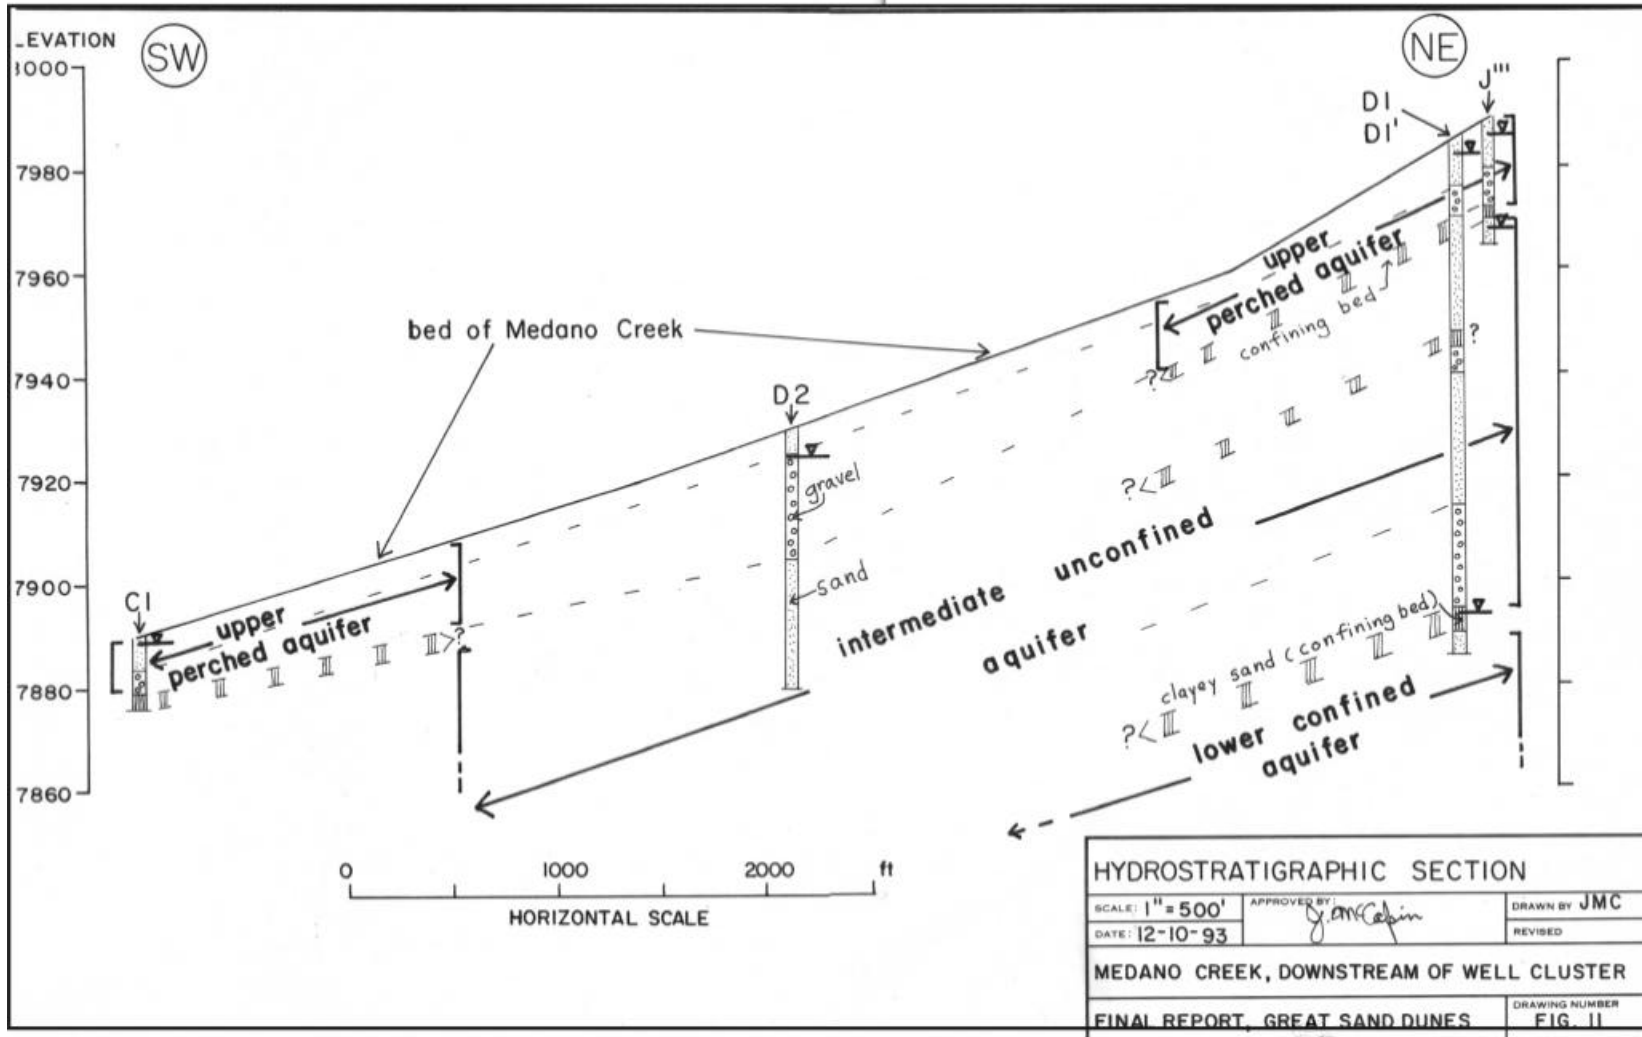 _EVATION
SW
NE
3000
7980
7960
7940
7920
7900
7880
7860
J'''
D1
D1'
upper
perched aquifer
confining bed
?<
?
bed of Medano Creek
D2
gravel
sand
?<
intermediate unconfined
aquifer
C1
upper
perched aquifer
>?
clayey sand (confining bed)
?<
lower confined
aquifer
0 1000 2000 ft
HORIZONTAL SCALE
HYDROSTRATIGRAPHIC SECTION
SCALE: 1" = 500'
APPROVED BY:
J. McCalpin
DRAWN BY JMC
DATE: 12-10-93
REVISED
MEDANO CREEK, DOWNSTREAM OF WELL CLUSTER
FINAL REPORT, GREAT SAND DUNES
DRAWING NUMBER
FIG. 11